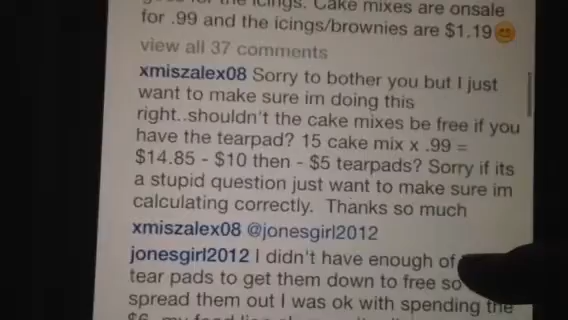 for the icings. Cake mixes are onsale
for .99 and the icings/brownies are $1.19😊
view all 37 comments
xmiszalex08 Sorry to bother you but I just
want to make sure im doing this
right..shouldn't the cake mixes be free if you
have the tearpad? 15 cake mix x .99 =
$14.85 - $10 then - $5 tearpads? Sorry if its
a stupid question just want to make sure im
calculating correctly. Thanks so much
xmiszalex08 @jonesgirl2012
jonesgirl2012 I didn't have enough of
tear pads to get them down to free so
spread them out I was ok with spending the
$6